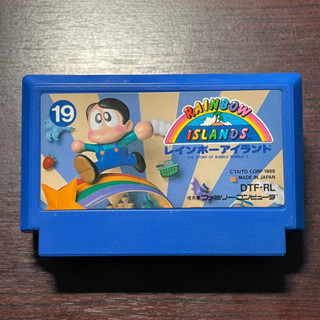 19
RAINBOW
ISLANDS
レインボーアイランド
THE STORY OF BUBBLE BOBBLE 2
© TAITO CORP. 1988
MADE IN JAPAN
DTF-RL
ファミリーコンピュータ